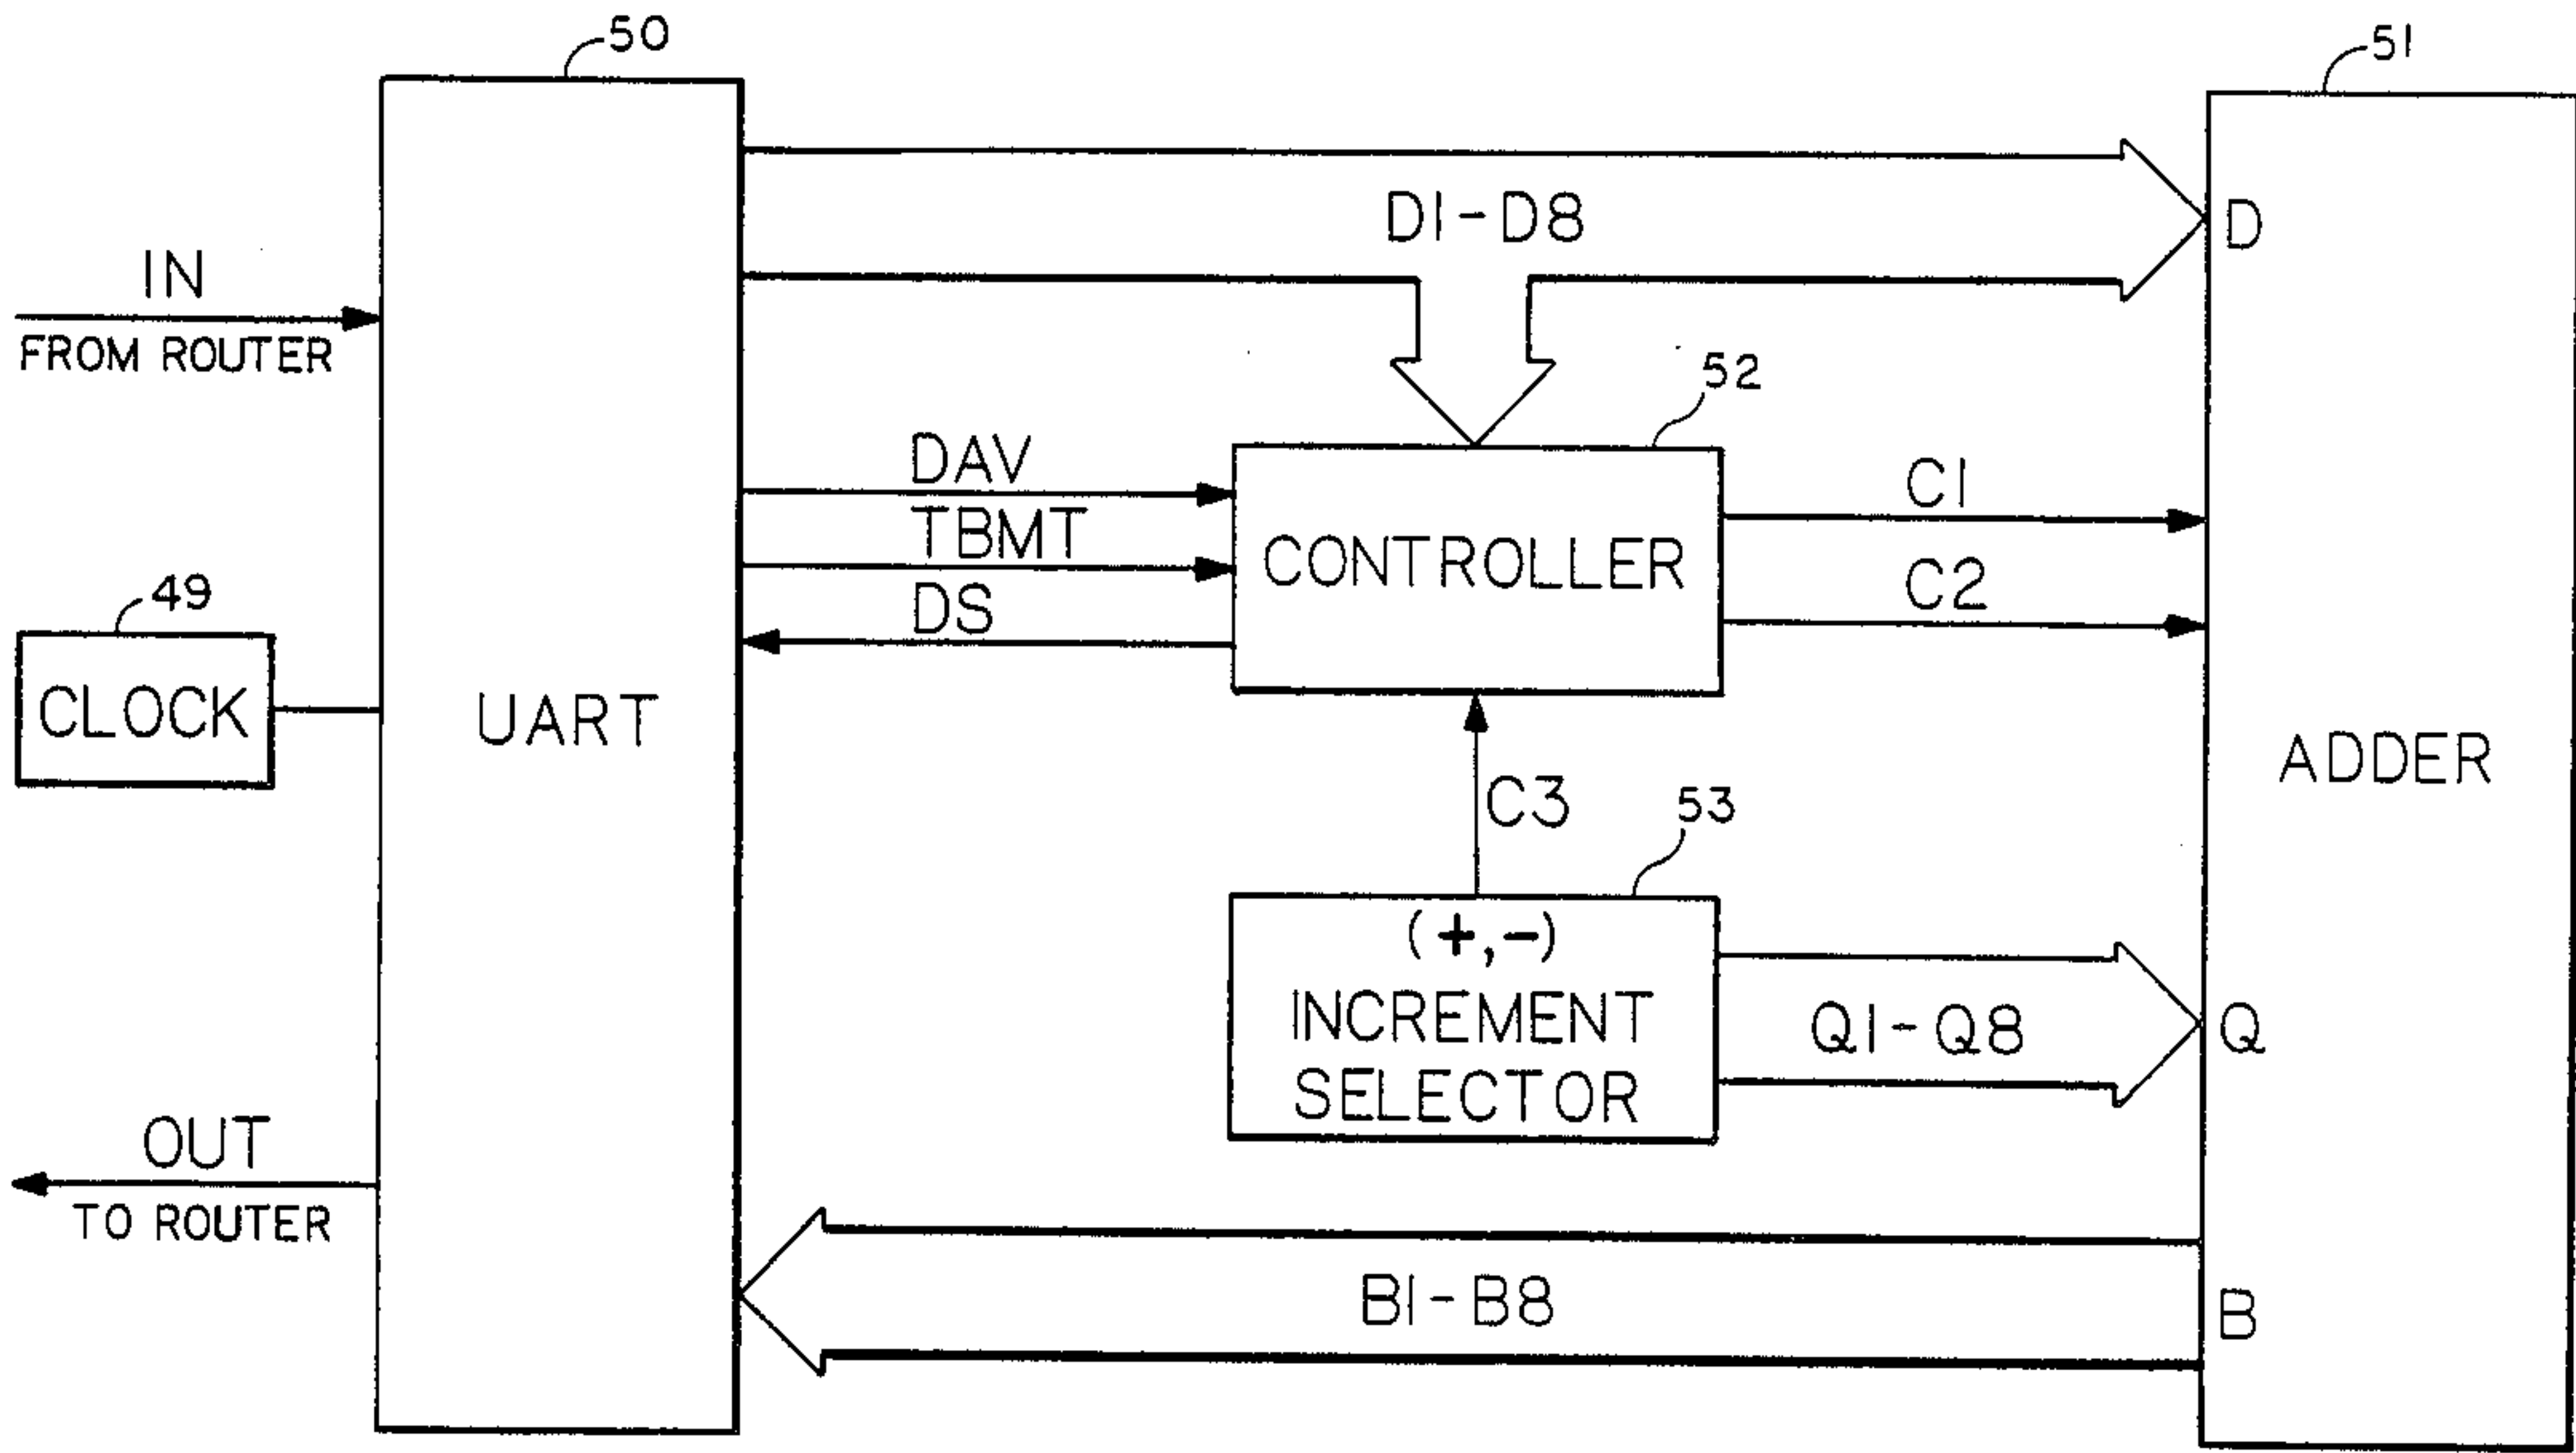 50
51
D1-D8
D
IN
FROM ROUTER
52
DAV
TBMT
DS
CONTROLLER
C1
C2
49
CLOCK
UART
ADDER
C3
53
(+,-)
INCREMENT
SELECTOR
Q1-Q8
Q
OUT
TO ROUTER
B1-B8
B